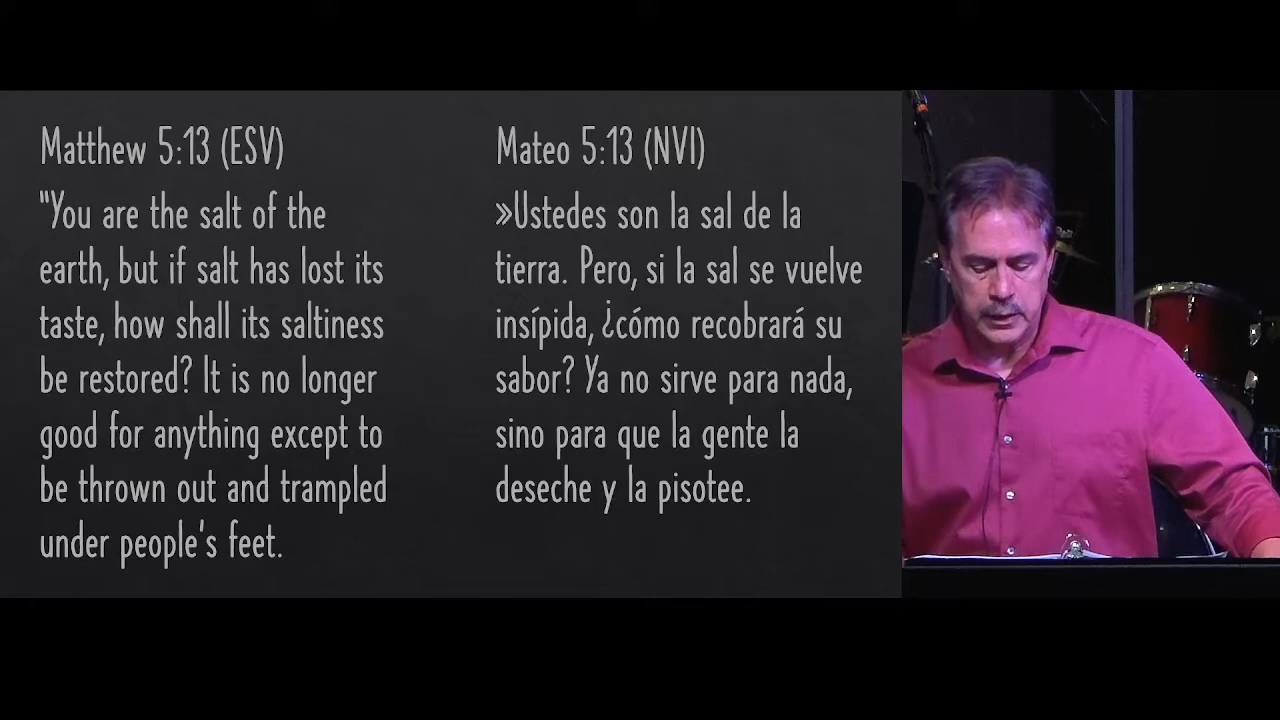 Matthew 5:13 (ESV)
"You are the salt of the
earth, but if salt has lost its
taste, how shall its saltiness
be restored? It is no longer
good for anything except to
be thrown out and trampled
under people's feet.
Mateo 5:13 (NVI)
»Ustedes son la sal de la
tierra. Pero, si la sal se vuelve
insípida, ¿cómo recobrará su
sabor? Ya no sirve para nada,
sino para que la gente la
deseche y la pisotee.